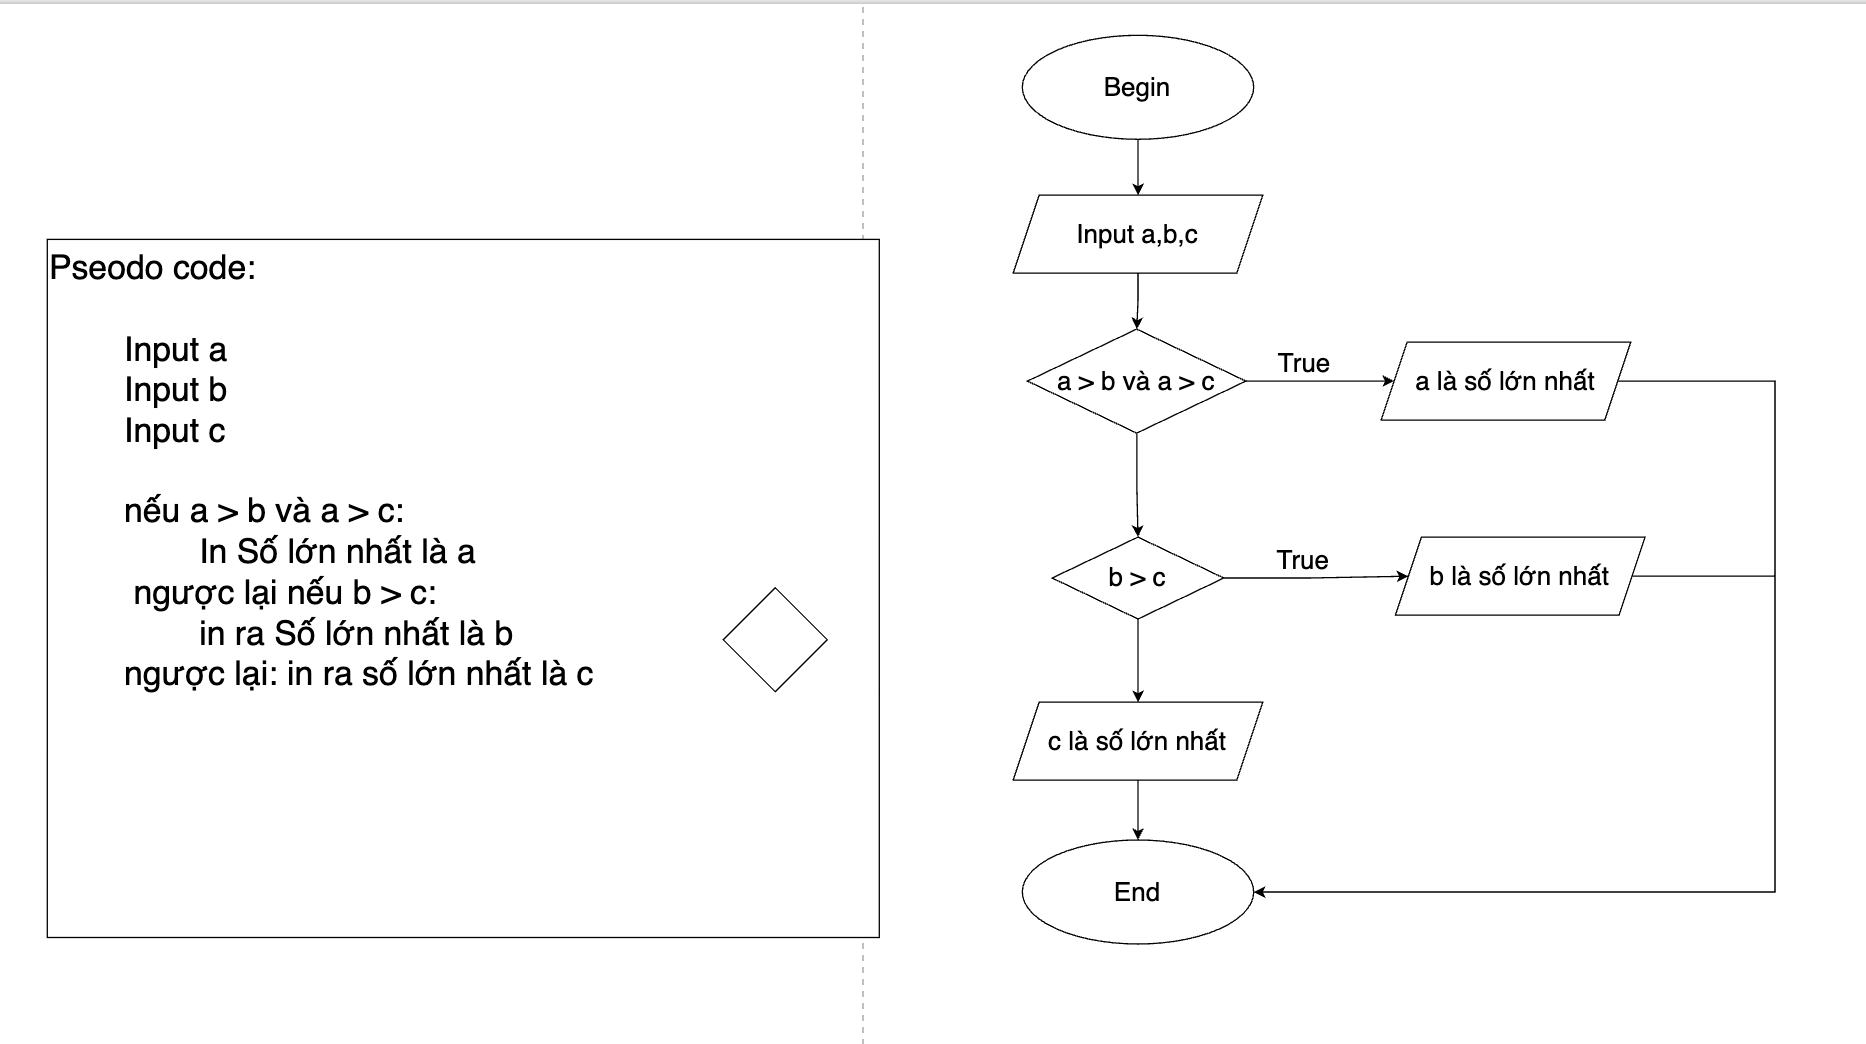 Pseodo code:
Input a
Input b
Input c
nếu a > b và a > c:
In Số lớn nhất là a
ngược lại nếu b > c:
in ra Số lớn nhất là b
ngược lại: in ra số lớn nhất là c
Begin
Input a,b,c
a > b và a > c
True
a là số lớn nhất
b > c
True
b là số lớn nhất
c là số lớn nhất
End